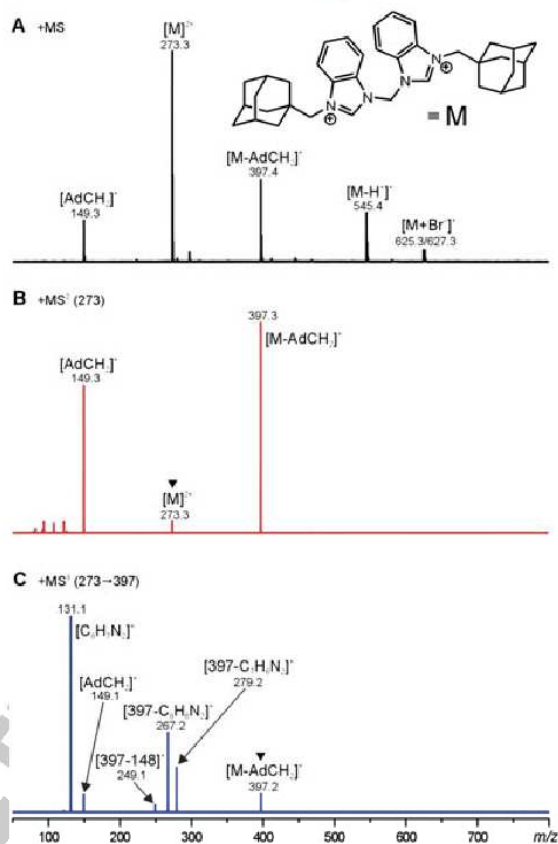 A +MS
[M]²⁺
273.3
N
N
N
N
⊕
⊕
= M
[M-AdCH₂]⁺
397.4
[AdCH₂]⁺
149.3
[M-H⁺]⁺
545.4
[M+Br⁻]⁺
625.3/627.3
B +MS² (273)
397.3
[M-AdCH₂]⁺
[AdCH₂]⁺
149.3
[M]²⁺
273.3
C +MS³ (273→397)
131.1
[C₈H₇N₂]⁺
[397-C₇H₆N₂]⁺
279.2
[AdCH₂]⁺
149.1
[397-C₈H₆N₂]⁺
267.2
[397-148]⁺
249.1
[M-AdCH₂]⁺
397.2
100 200 300 400 500 600 700 m/z